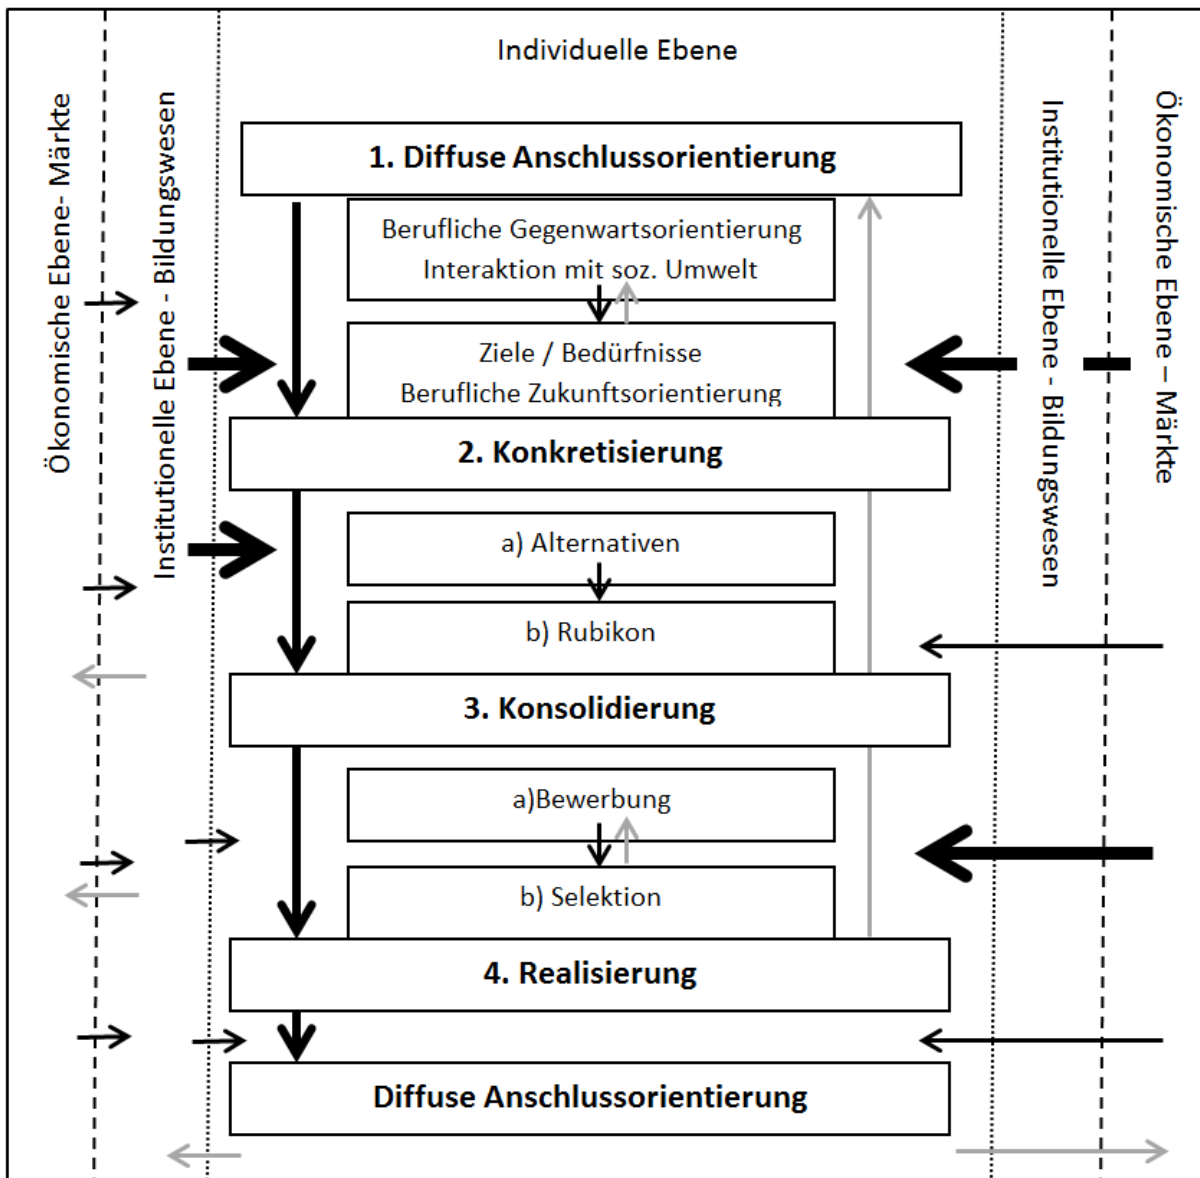 Individuelle Ebene
Ökonomische Ebene- Märkte
Institutionelle Ebene - Bildungswesen
1. Diffuse Anschlussorientierung
Berufliche Gegenwartsorientierung
Interaktion mit soz. Umwelt
Ziele / Bedürfnisse
Berufliche Zukunftsorientierung
2. Konkretisierung
a) Alternativen
b) Rubikon
3. Konsolidierung
a)Bewerbung
b) Selektion
4. Realisierung
Diffuse Anschlussorientierung
Institutionelle Ebene - Bildungswesen
Ökonomische Ebene – Märkte